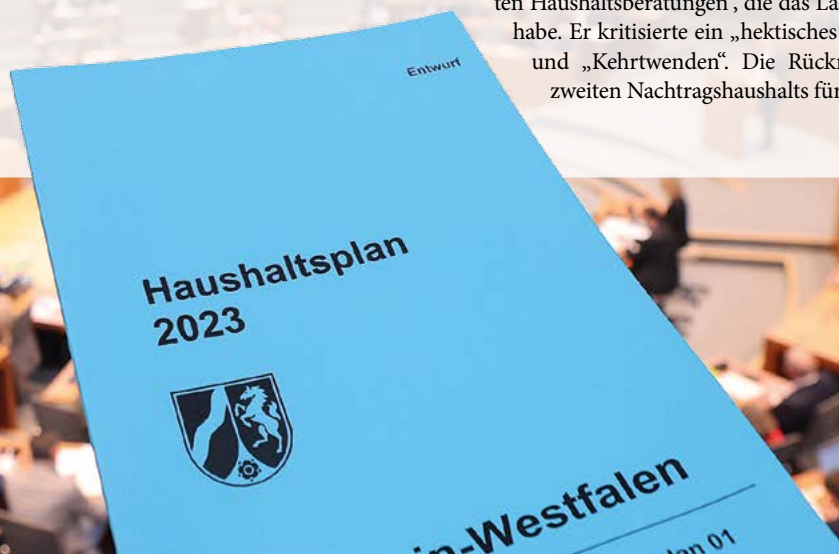 ten Haushaltsberatungen“, die das La
habe. Er kritisierte ein „hektisches
und „Kehrtwenden“. Die Rückn
zweiten Nachtragshaushalts für
Entwurf
Haushaltsplan
2023
in-Westfalen
lan 01